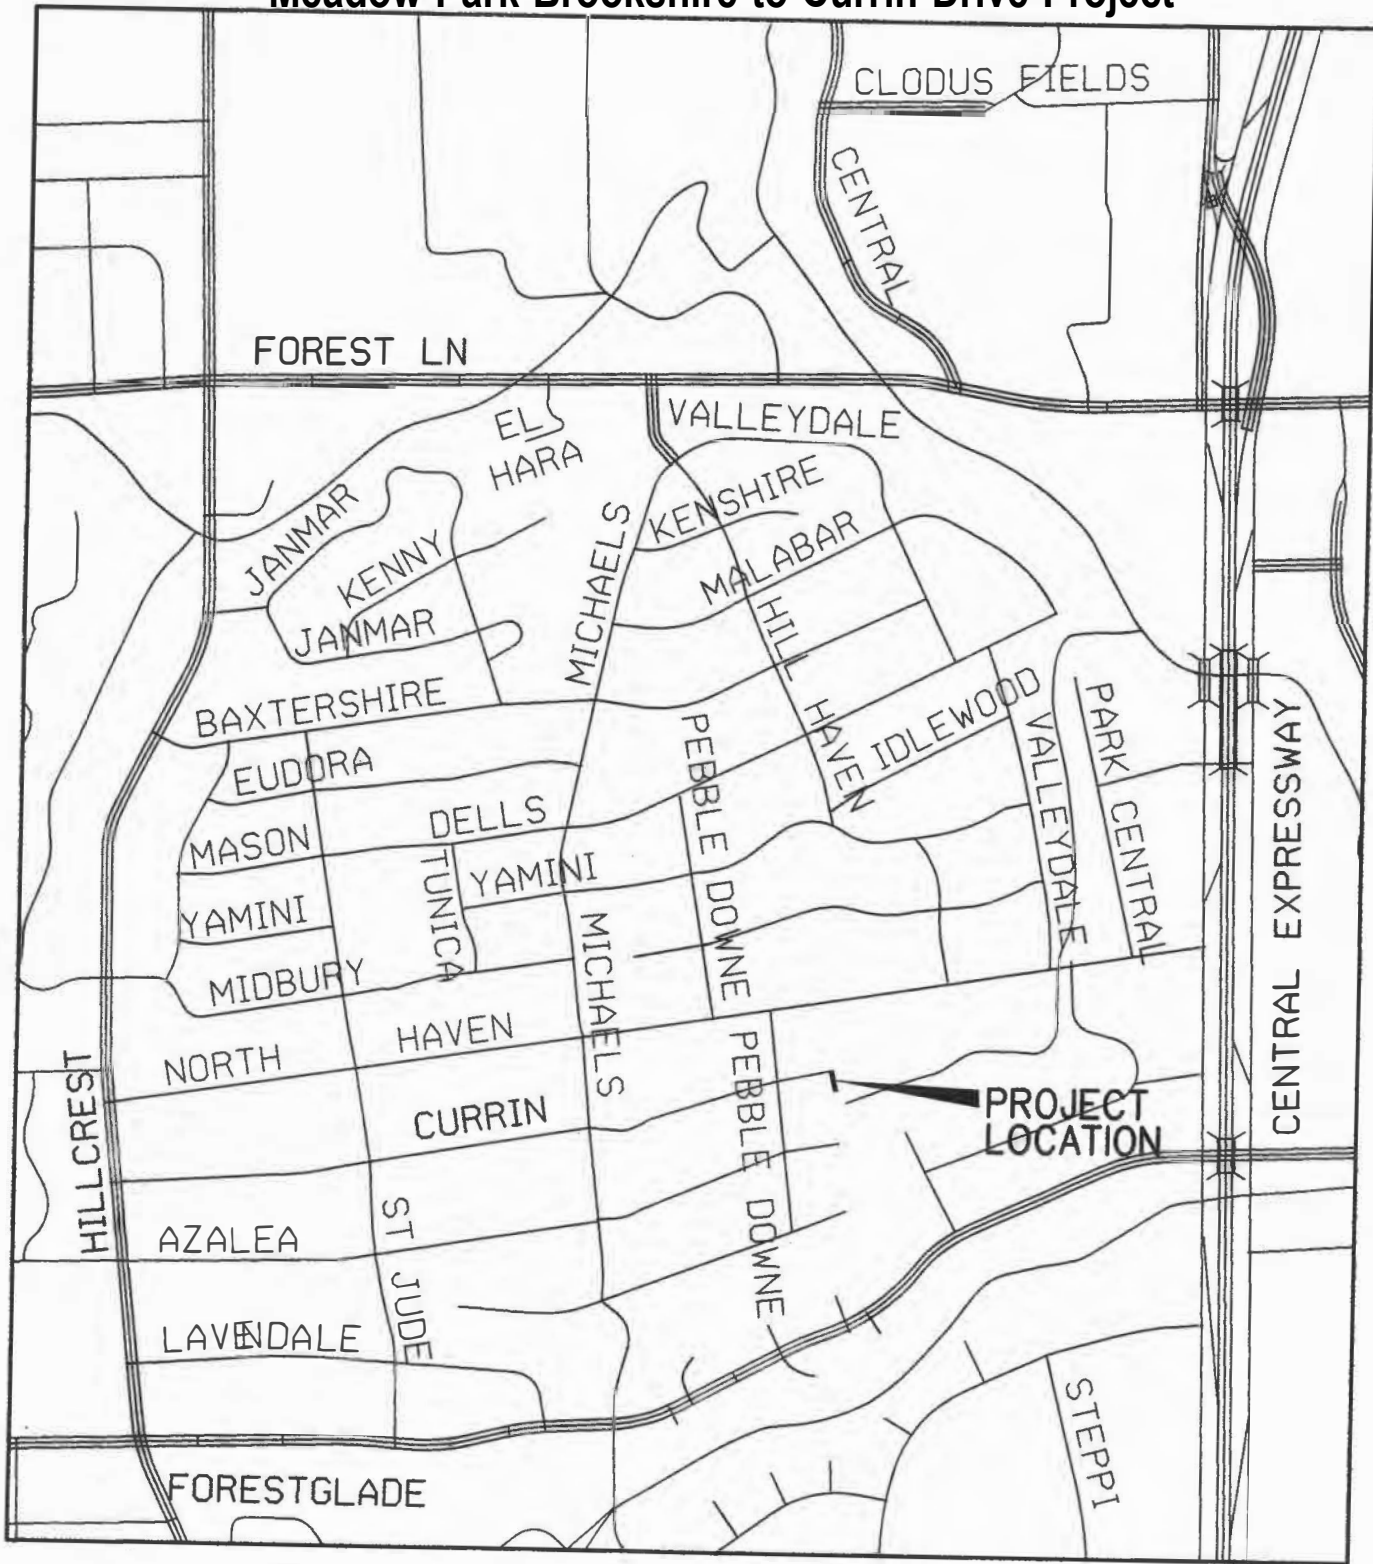 Meadow Park Brookshire to Currin Drive Project
CLODUS FIELDS
CENTRAL
FOREST LN
EL
HARA
VALLEYDALE
JANMAR
KENNY
JANMAR
MICHAELS
KENSHIRE
MALABAR
HILL
HAVEN
BAXTERSHIRE
EUDORA
PEBBLE DOWNE
IDLEWOOD
VALLEYDALE
PARK CENTRAL
MASON
DELLS
YAMINI
TUNICA
YAMINI
MIDBURY
MICHAELS
CENTRAL EXPRESSWAY
NORTH
HAVEN
HILLCREST
CURRIN
PEBBLE DOWNE
PROJECT
LOCATION
AZALEA
ST JUDE
LAVENDALE
STEPPI
FORESTGLADE